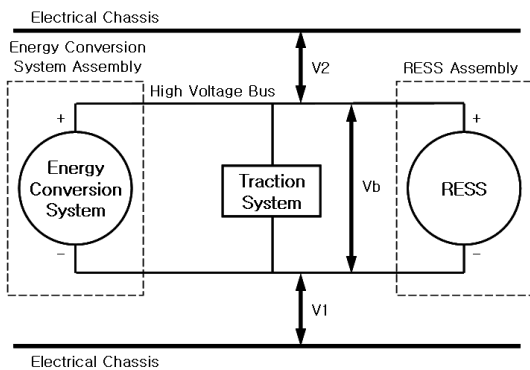 Electrical Chassis
Energy Conversion
System Assembly
V2
RESS Assembly
High Voltage Bus
+
+
Energy
Conversion
System
Traction
System
Vb
RESS
−
−
V1
Electrical Chassis